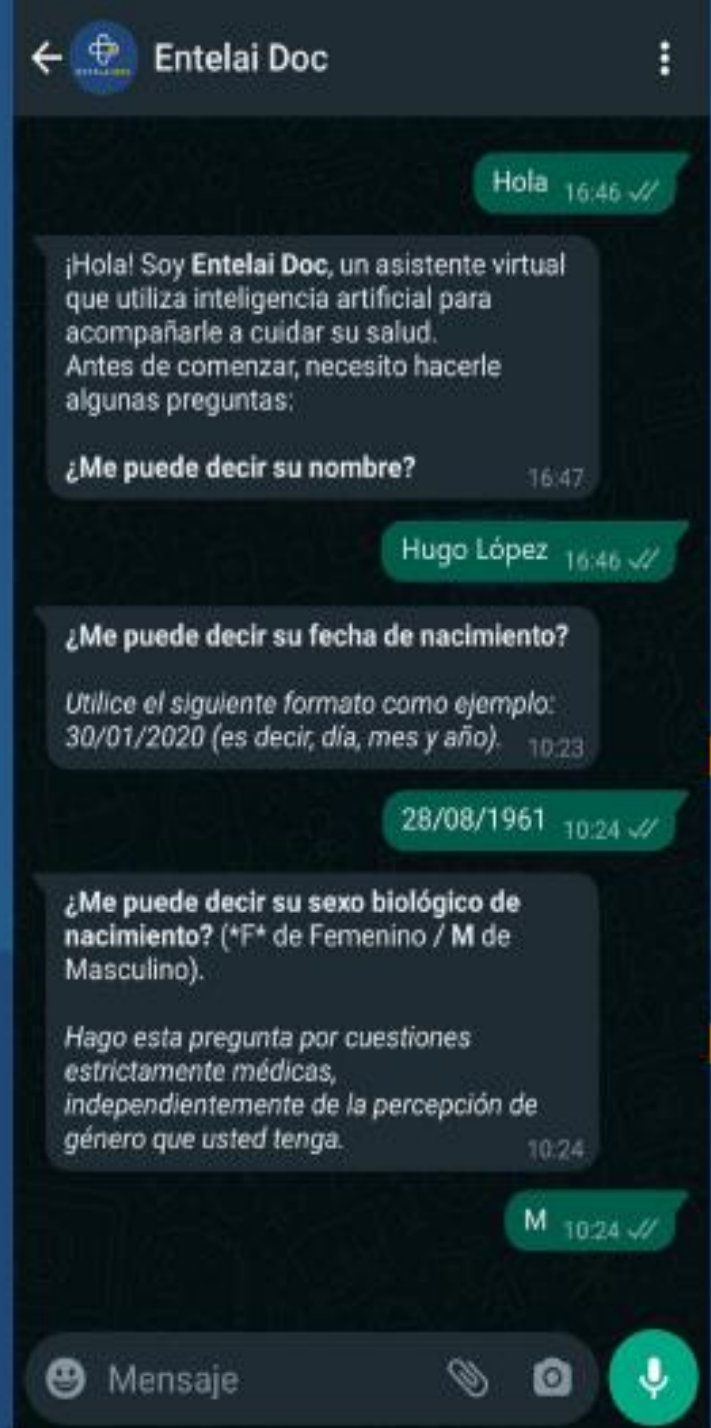 Entelai Doc
Hola 16:46
¡Hola! Soy Entelai Doc, un asistente virtual
que utiliza inteligencia artificial para
acompañarle a cuidar su salud.
Antes de comenzar, necesito hacerle
algunas preguntas:
¿Me puede decir su nombre? 16:47
Hugo López 16:46
¿Me puede decir su fecha de nacimiento?
Utilice el siguiente formato como ejemplo:
30/01/2020 (es decir, día, mes y año). 10:23
28/08/1961 10:24
¿Me puede decir su sexo biológico de
nacimiento? (*F* de Femenino / M de
Masculino).
Hago esta pregunta por cuestiones
estrictamente médicas,
independientemente de la percepción de
género que usted tenga. 10:24
M 10:24
Mensaje